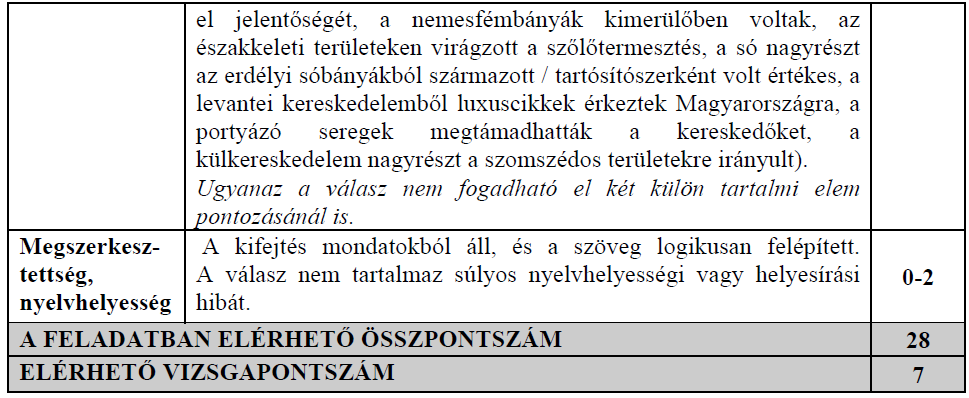 el jelentőségét, a nemesfémbányák kimerülőben voltak, az
északkeleti területeken virágzott a szőlőtermesztés, a só nagyrészt
az erdélyi sóbányákból származott / tartósítószerként volt értékes, a
levantei kereskedelemből luxuscikkek érkeztek Magyarországra, a
portyázó seregek megtámadhatták a kereskedőket, a
külkereskedelem nagyrészt a szomszédos területekre irányult).
Ugyanaz a válasz nem fogadható el két külön tartalmi elem
pontozásánál is.
Megszerkesz-
tettség,
nyelvhelyesség
A kifejtés mondatokból áll, és a szöveg logikusan felépített.
A válasz nem tartalmaz súlyos nyelvhelyességi vagy helyesírási
hibát.
0-2
A FELADATBAN ELÉRHETŐ ÖSSZPONTSZÁM 28
ELÉRHETŐ VIZSGAPONTSZÁM 7